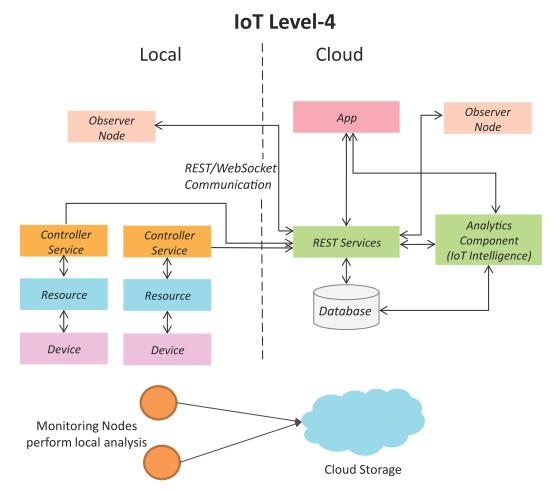 IoT Level-4
Local
Cloud
Observer
Node
App
Observer
Node
REST/WebSocket
Communication
Controller
Service
Controller
Service
REST Services
Analytics
Component
(IoT Intelligence)
Resource
Resource
Database
Device
Device
Monitoring Nodes
perform local analysis
Cloud Storage